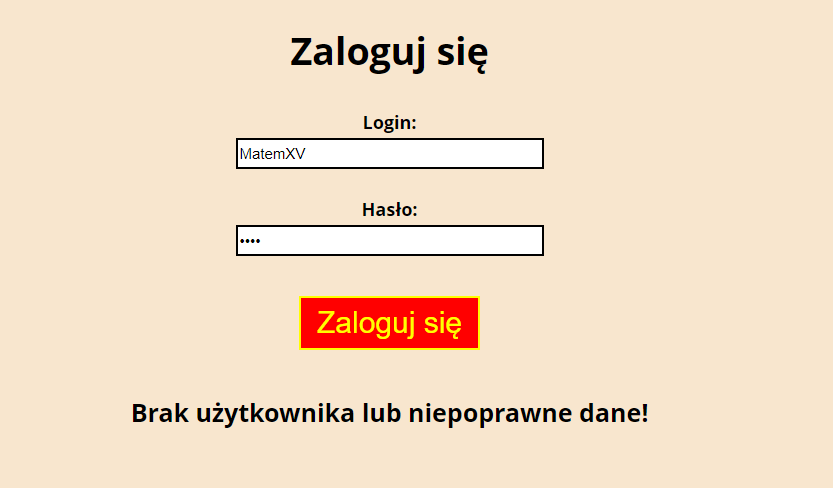 Zaloguj się
Login:
MatemXV
Hasło:
••••
Zaloguj się
Brak użytkownika lub niepoprawne dane!